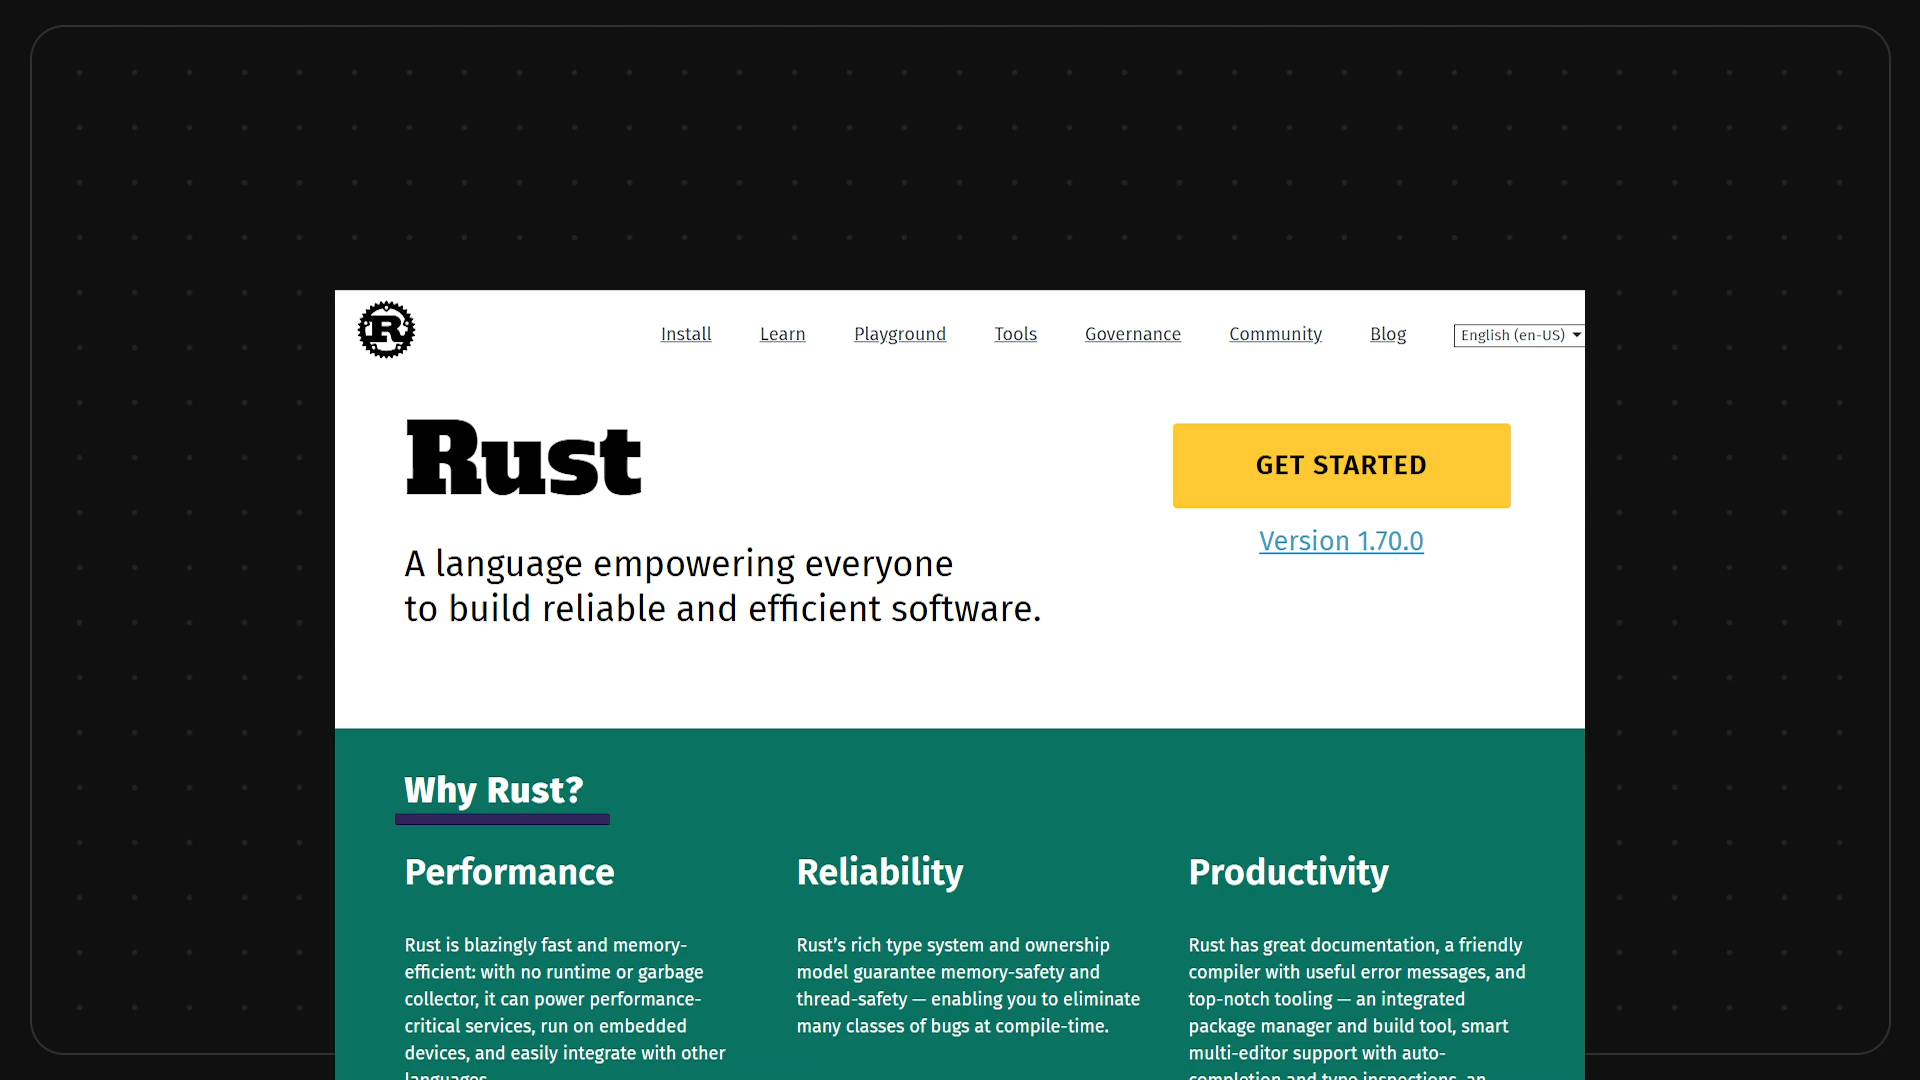 R
Install Learn Playground Tools Governance Community Blog English (en-US)
Rust
GET STARTED
Version 1.70.0
A language empowering everyone
to build reliable and efficient software.
Why Rust?
Performance
Rust is blazingly fast and memory-
efficient: with no runtime or garbage
collector, it can power performance-
critical services, run on embedded
devices, and easily integrate with other
languages.
Reliability
Rust’s rich type system and ownership
model guarantee memory-safety and
thread-safety — enabling you to eliminate
many classes of bugs at compile-time.
Productivity
Rust has great documentation, a friendly
compiler with useful error messages, and
top-notch tooling — an integrated
package manager and build tool, smart
multi-editor support with auto-
completion and type inspections, an